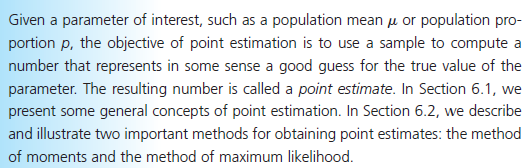 Given a parameter of interest, such as a population mean μ or population pro-
portion p, the objective of point estimation is to use a sample to compute a
number that represents in some sense a good guess for the true value of the
parameter. The resulting number is called a point estimate. In Section 6.1, we
present some general concepts of point estimation. In Section 6.2, we describe
and illustrate two important methods for obtaining point estimates: the method
of moments and the method of maximum likelihood.